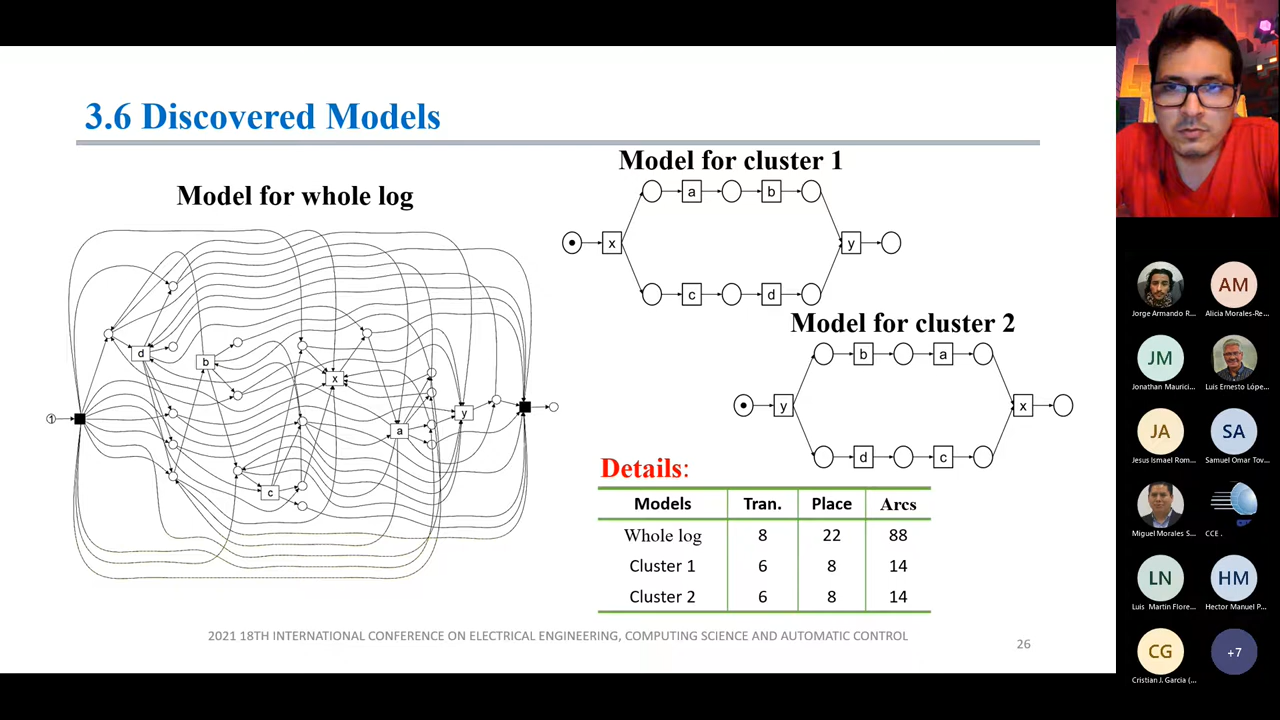 3.6 Discovered Models
Model for whole log
d
b
x
a
y
c
1
Model for cluster 1
a
b
x
y
c
d
Model for cluster 2
b
a
y
x
d
c
Details:
Models Tran. Place Arcs
Whole log 8 22 88
Cluster 1 6 8 14
Cluster 2 6 8 14
2021 18TH INTERNATIONAL CONFERENCE ON ELECTRICAL ENGINEERING, COMPUTING SCIENCE AND AUTOMATIC CONTROL
26
AM
Jorge Armando R... Alicia Morales-Re...
JM
Jonathan Maurici... Luis Ernesto Lópe...
JA SA
Jesus Ismael Rom... Samuel Omar Tov...
Miguel Morales S... CCE .
LN HM
Luis Martin Flore... Hector Manuel P...
CG +7
Cristian J. Garcia (...